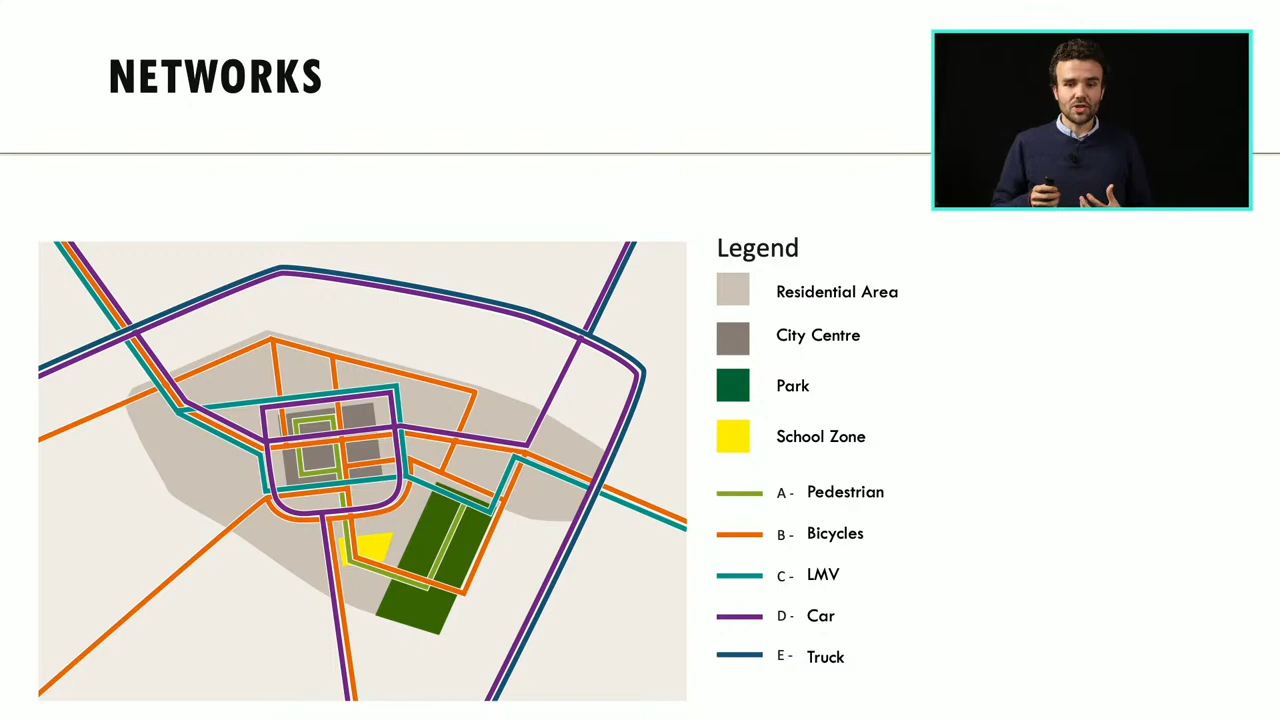 NETWORKS
Legend
Residential Area
City Centre
Park
School Zone
A - Pedestrian
B - Bicycles
C - LMV
D - Car
E - Truck